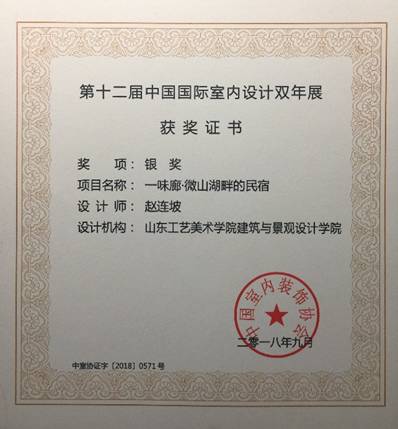 第十二届中国国际室内设计双年展
获奖证书
奖 项：银 奖
项目名称：一味廊·微山湖畔的民宿
设 计 师：赵连坡
设计机构：山东工艺美术学院建筑与景观设计学院
中国室内装饰协会
二零一八年九月
中室协证字［2018］0571号